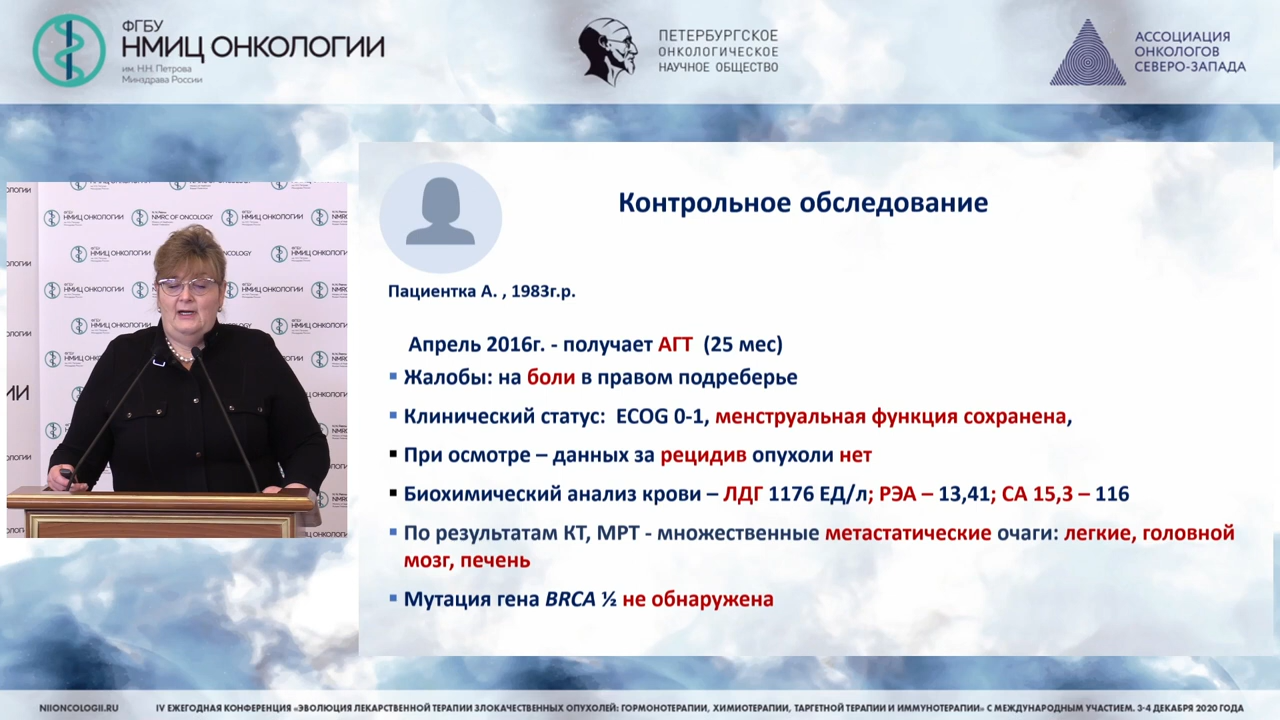 ФГБУ
НМИЦ ОНКОЛОГИИ
им. Н.Н. Петрова
Минздрава России
ПЕТЕРБУРГСКОЕ
ОНКОЛОГИЧЕСКОЕ
НАУЧНОЕ ОБЩЕСТВО
АССОЦИАЦИЯ
ОНКОЛОГОВ
СЕВЕРО-ЗАПАДА
Контрольное обследование
Пациентка А. , 1983г.р.
Апрель 2016г. - получает АГТ (25 мес)
Жалобы: на боли в правом подреберье
Клинический статус: ECOG 0-1, менструальная функция сохранена,
При осмотре – данных за рецидив опухоли нет
Биохимический анализ крови – ЛДГ 1176 ЕД/л; РЭА – 13,41; СА 15,3 – 116
По результатам КТ, МРТ - множественные метастатические очаги: легкие, головной
мозг, печень
Мутация гена BRCA ½ не обнаружена
NIIONCOLOGII.RU
IV ЕЖЕГОДНАЯ КОНФЕРЕНЦИЯ «ЭВОЛЮЦИЯ ЛЕКАРСТВЕННОЙ ТЕРАПИИ ЗЛОКАЧЕСТВЕННЫХ ОПУХОЛЕЙ: ГОРМОНОТЕРАПИИ, ХИМИОТЕРАПИИ, ТАРГЕТНОЙ ТЕРАПИИ И ИММУНОТЕРАПИИ» С МЕЖДУНАРОДНЫМ УЧАСТИЕМ. 3-4 ДЕКАБРЯ 2020 ГОДА